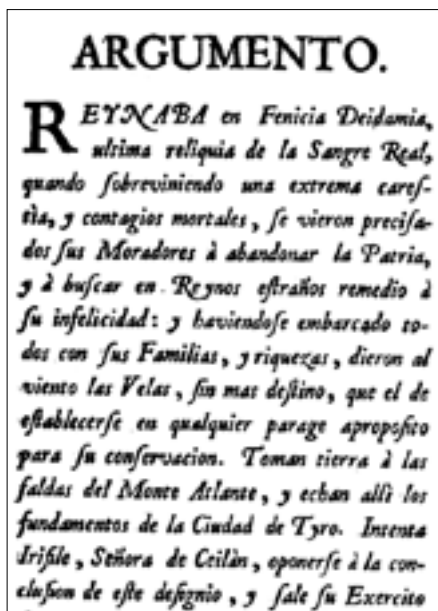 ARGUMENTO.
REYNABA en Fenicia Deidamia,
ultima reliquia de la Sangre Real,
quando ſobreviniendo una extrema careſ-
tìa, y contagios mortales, ſe vieron preciſa-
dos ſus Moradores à abandonar la Patria,
y à buſcar en Reynos eſtraños remedio à
ſu infelicidad: y haviendoſe embarcado to-
dos con ſus Familias, y riquezas, dieron al
viento las Velas, ſin mas deſtino, que el de
eſtablecerſe en qualquier parage apropoſito
para ſu conſervacion. Toman tierra à las
faldas del Monte Atlante, y echan allì los
fundamentos de la Ciudad de Tyro. Intenta
Irifile, Señora de Ceilàn, oponerſe à la con-
cluſion de eſte deſignio, y ſale ſu Exercito